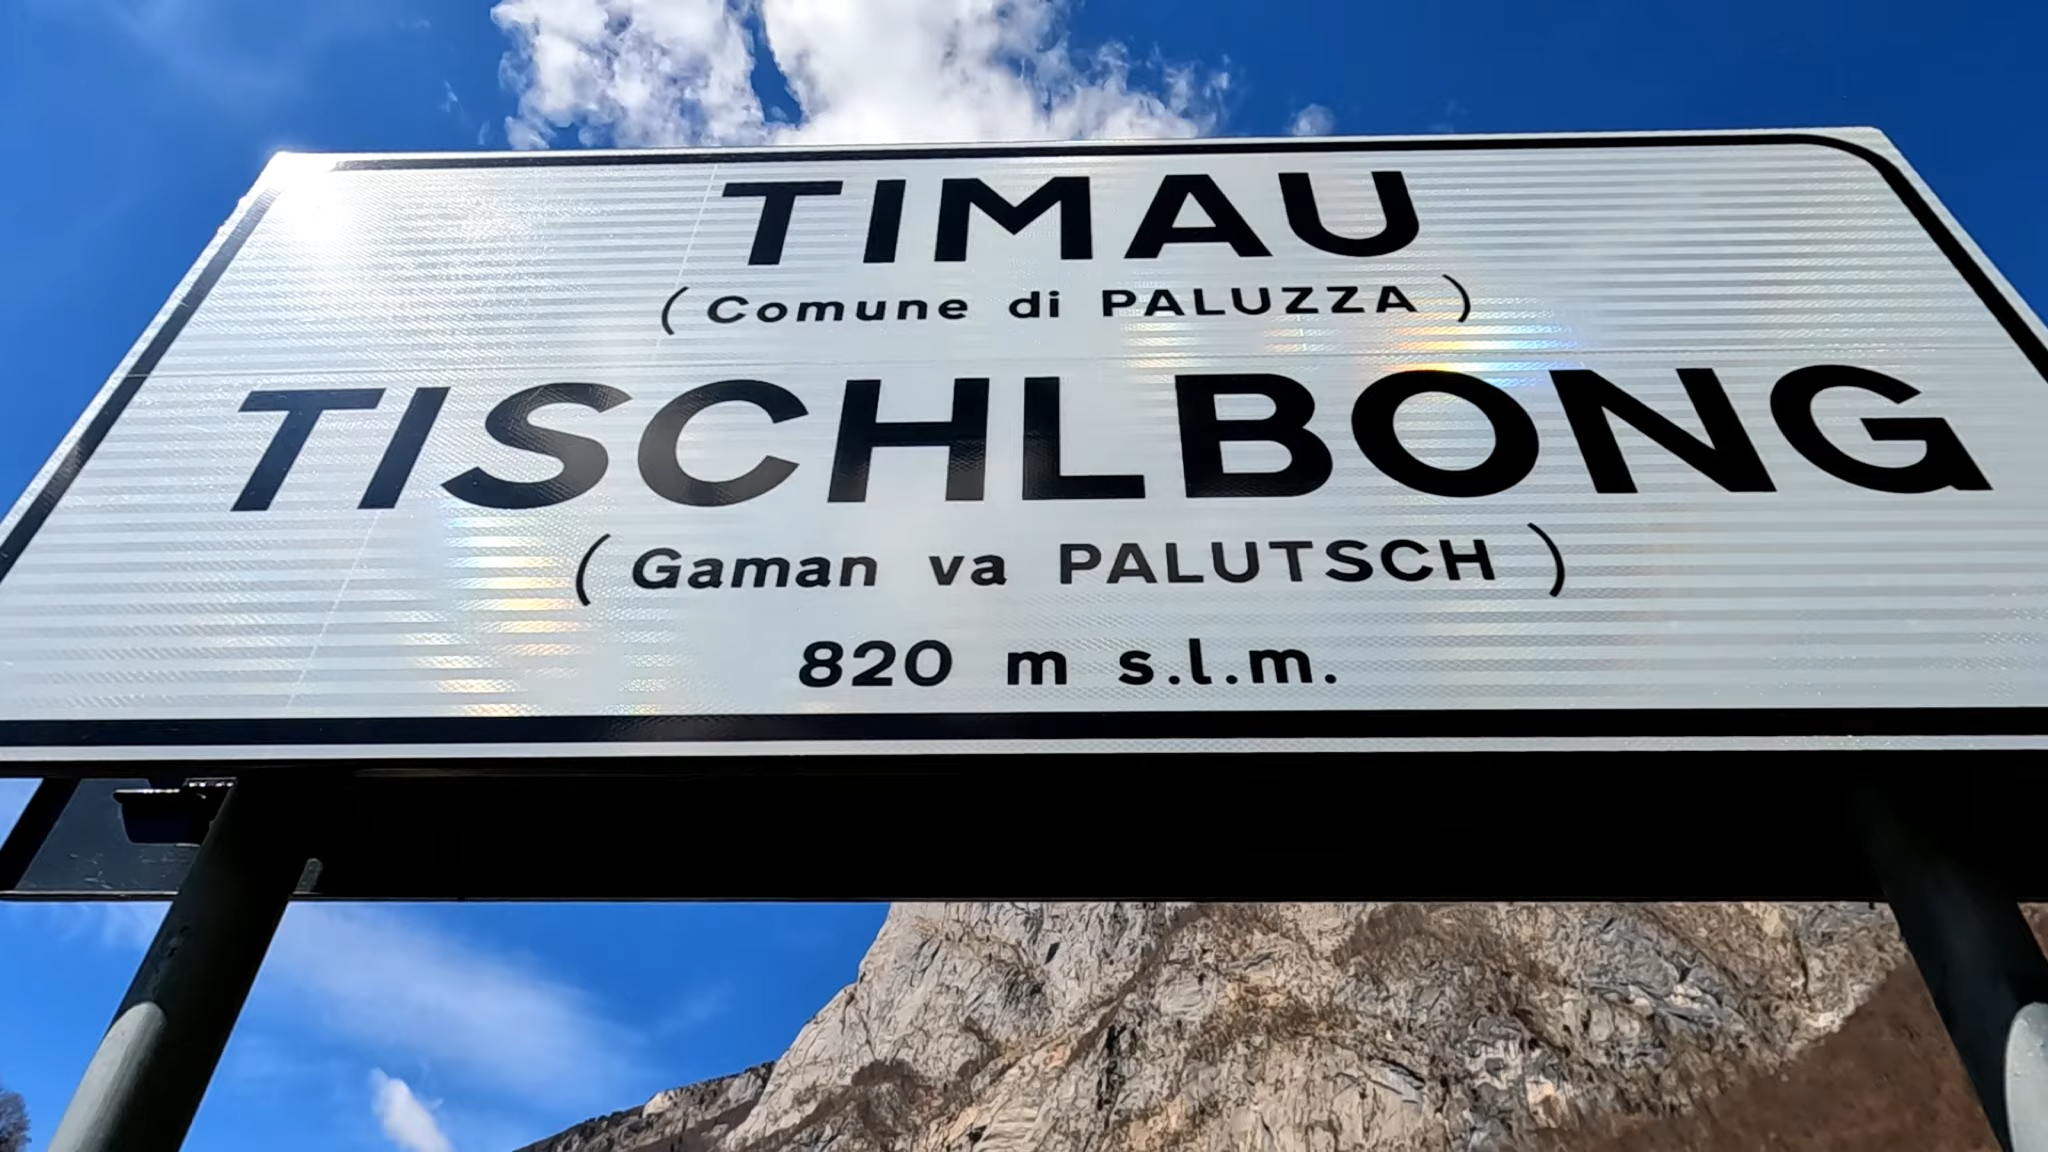 TIMAU
(Comune di PALUZZA)
TISCHLBONG
(Gaman va PALUTSCH)
820 m s.l.m.